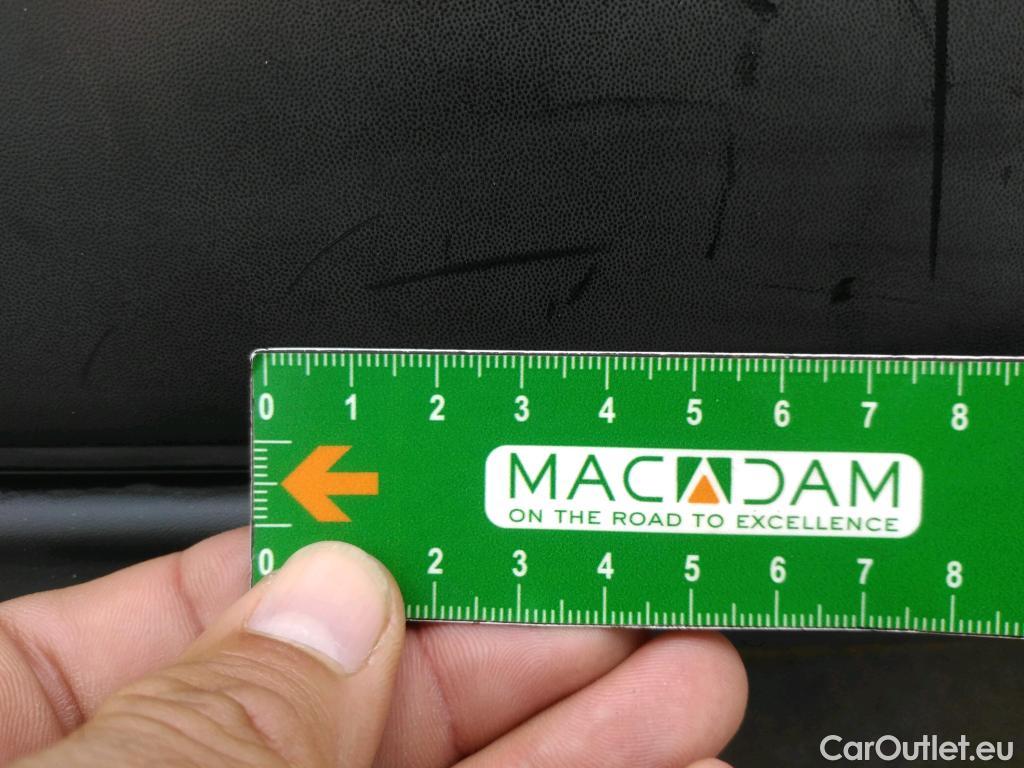 0 1 2 3 4 5 6 7 8
MACADAM
ON THE ROAD TO EXCELLENCE
0 2 3 4 5 6 7 8
CarOutlet.eu